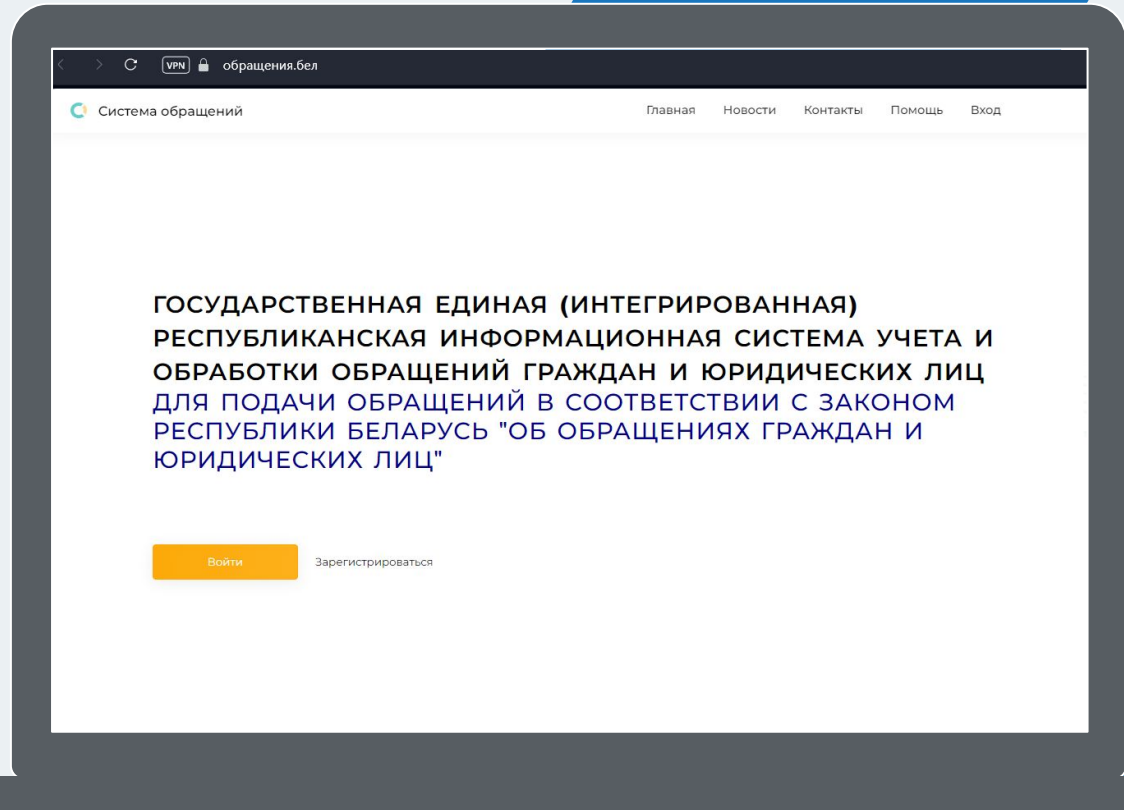 VPN обращения.бел
Система обращений Главная Новости Контакты Помощь Вход
ГОСУДАРСТВЕННАЯ ЕДИНАЯ (ИНТЕГРИРОВАННАЯ)
РЕСПУБЛИКАНСКАЯ ИНФОРМАЦИОННАЯ СИСТЕМА УЧЕТА И
ОБРАБОТКИ ОБРАЩЕНИЙ ГРАЖДАН И ЮРИДИЧЕСКИХ ЛИЦ
ДЛЯ ПОДАЧИ ОБРАЩЕНИЙ В СООТВЕТСТВИИ С ЗАКОНОМ
РЕСПУБЛИКИ БЕЛАРУСЬ "ОБ ОБРАЩЕНИЯХ ГРАЖДАН И
ЮРИДИЧЕСКИХ ЛИЦ"
Войти Зарегистрироваться